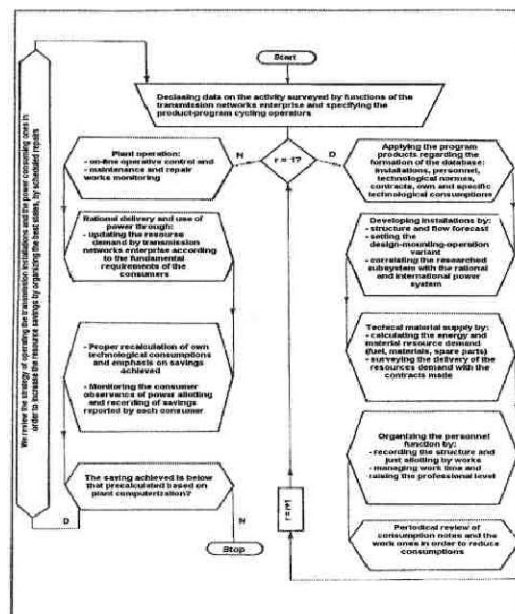 Start
Declasing data on the activity surveyed by functions of the
transmission networks enterprise and specifying the
product-program cycling operators
r = 1?
N
D
Plant operation:
- on-line operative control and
- maintenance and repair
works monitoring
Rational delivery and use of
power through:
- updating the resource
demand by transmission
networks enterprise according
to the fundamental
requirements of the
consumers
- Proper recalculation of own
technological consumptions
and emphasis on savings
achieved
- Monitoring the consumer
observance of power allotting
and recording of savings
reported by each consumer
The saving achieved is below
that precalculated based on
plant computerization?
D
N
Stop
Applying the program
products regarding the
formation of the database:
installations, personnel,
technological normes,
contracts, own and specific
technological consumptions
Developing installations by:
- structure and flow forecast
- setting the
design-mounting-operation
variant
- correlating the researched
subsystem with the rational
and international power
system
Techical material supply by:
- calculating the energy and
material resource demand
(fuel, materials, spare parts)
- surveying the delivery of the
resources demand with the
contracts made
Organizing the personnel
function by:
- recording the structure and
just allotting by works
- managing work time and
raising the professional level
Periodical review of
consumption notes and the
work ones in order to reduce
consumptions
r = r+1
We review the strategy of operating the transmission installations and the power consuming ones in
order to increase the resource savings by organizing the best states, by scheduled repairs